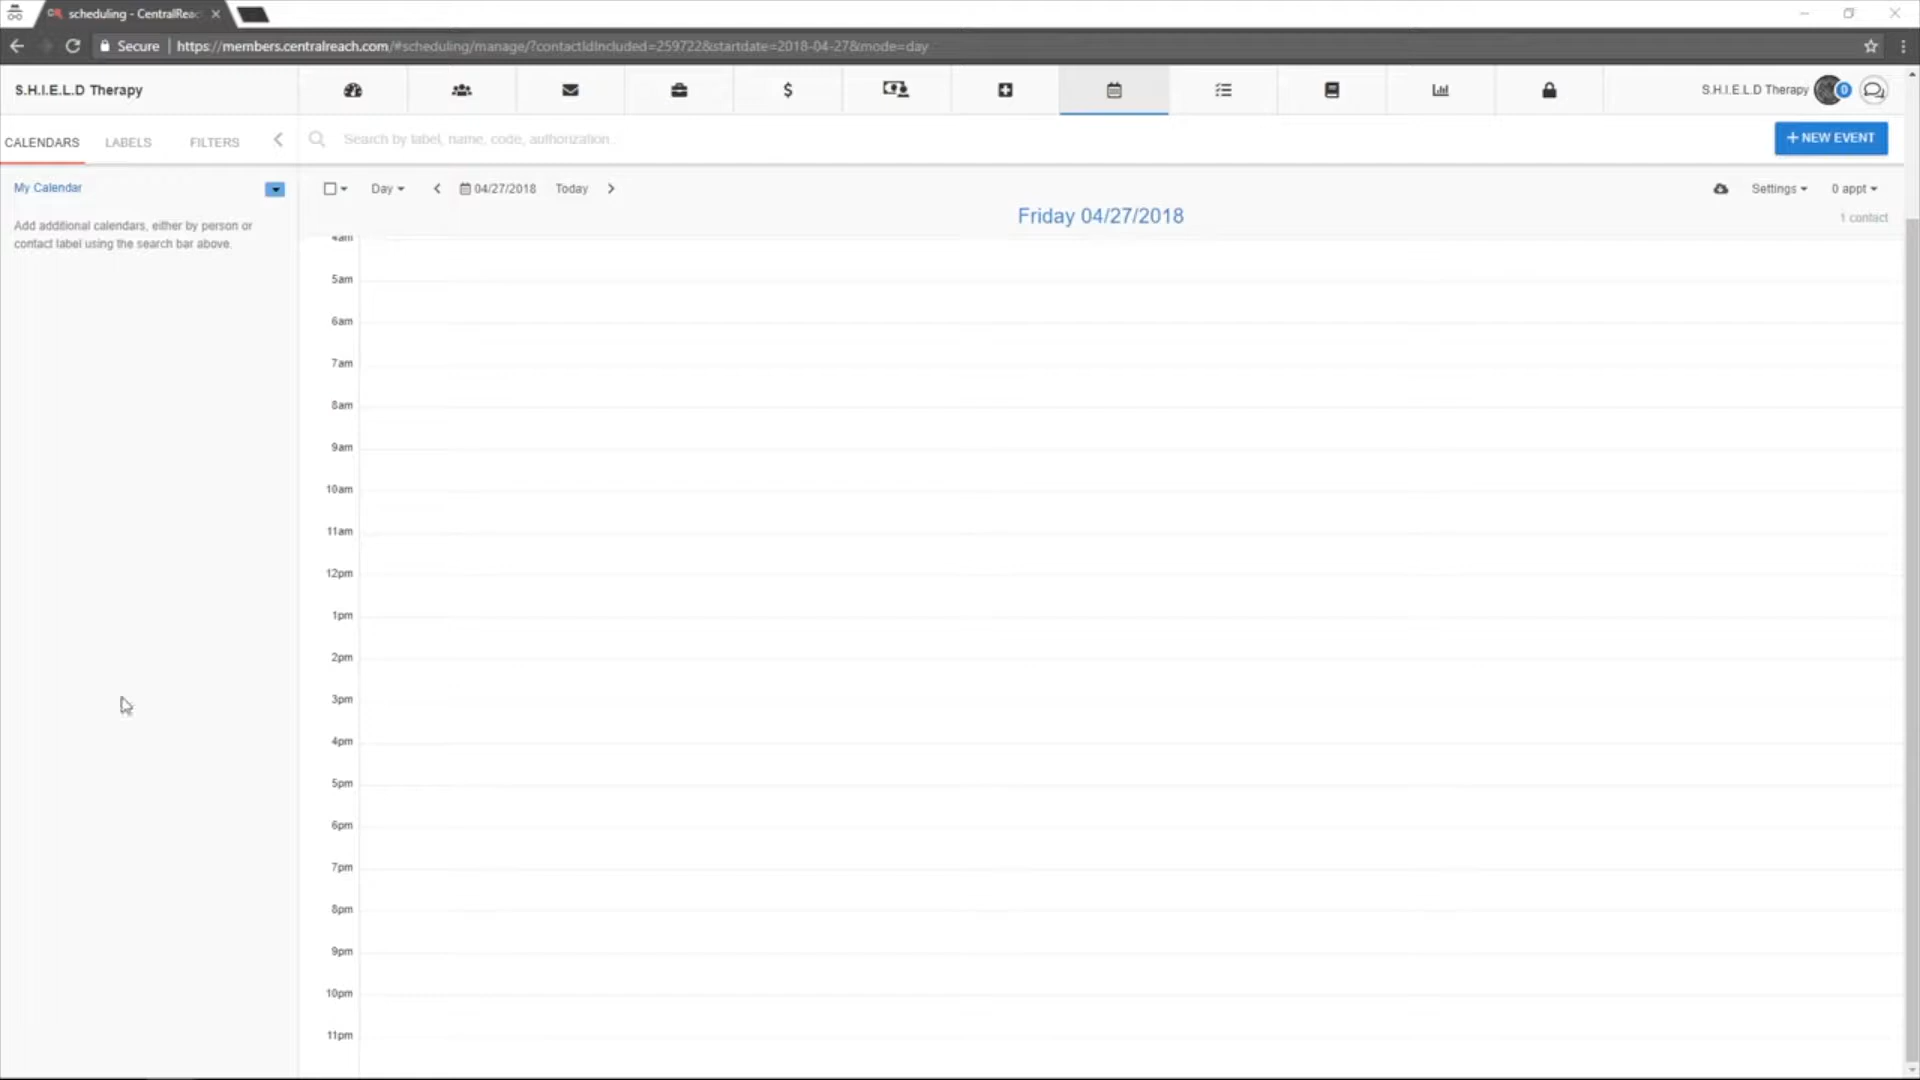 scheduling - CentralReac
Secure | https://members.centralreach.com/#scheduling/manage/?contactIdIncluded=259722&startdate=2018-04-27&mode=day
S.H.I.E.L.D Therapy
$
S.H.I.E.L.D Therapy
0
CALENDARS LABELS FILTERS
Search by label, name, code, authorization...
+ NEW EVENT
My Calendar
Add additional calendars, either by person or
contact label using the search bar above.
Day 04/27/2018 Today
Settings 0 appt
Friday 04/27/2018
1 contact
4am
5am
6am
7am
8am
9am
10am
11am
12pm
1pm
2pm
3pm
4pm
5pm
6pm
7pm
8pm
9pm
10pm
11pm